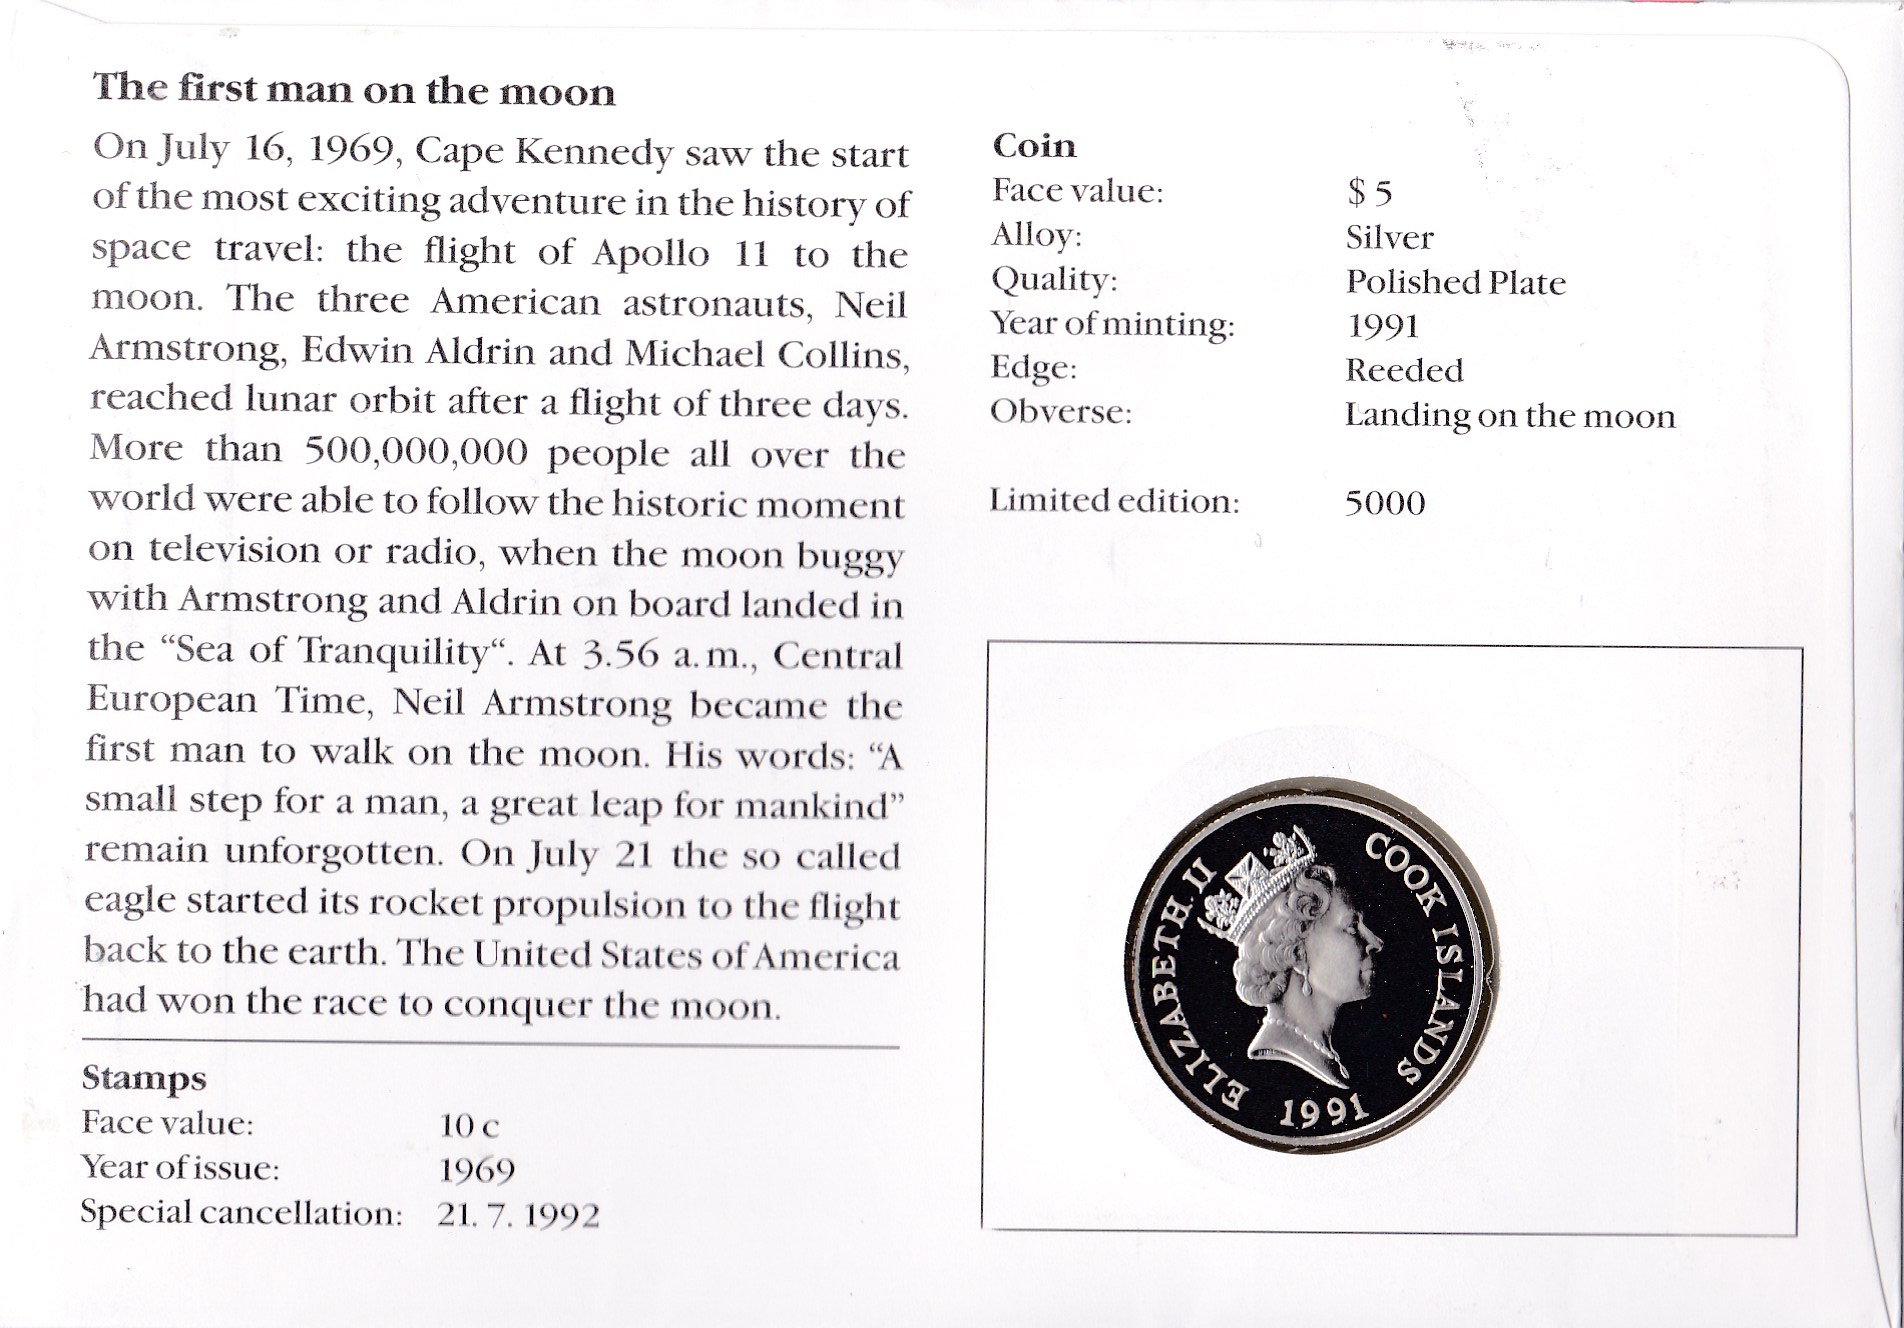 The first man on the moon
On July 16, 1969, Cape Kennedy saw the start
of the most exciting adventure in the history of
space travel: the flight of Apollo 11 to the
moon. The three American astronauts, Neil
Armstrong, Edwin Aldrin and Michael Collins,
reached lunar orbit after a flight of three days.
More than 500,000,000 people all over the
world were able to follow the historic moment
on television or radio, when the moon buggy
with Armstrong and Aldrin on board landed in
the “Sea of Tranquility“. At 3.56 a.m., Central
European Time, Neil Armstrong became the
first man to walk on the moon. His words: “A
small step for a man, a great leap for mankind”
remain unforgotten. On July 21 the so called
eagle started its rocket propulsion to the flight
back to the earth. The United States of America
had won the race to conquer the moon.
Stamps
Face value: 10 c
Year of issue: 1969
Special cancellation: 21. 7. 1992
Coin
Face value: $ 5
Alloy: Silver
Quality: Polished Plate
Year of minting: 1991
Edge: Reeded
Obverse: Landing on the moon
Limited edition: 5000
ELIZABETH II
COOK ISLANDS
1991